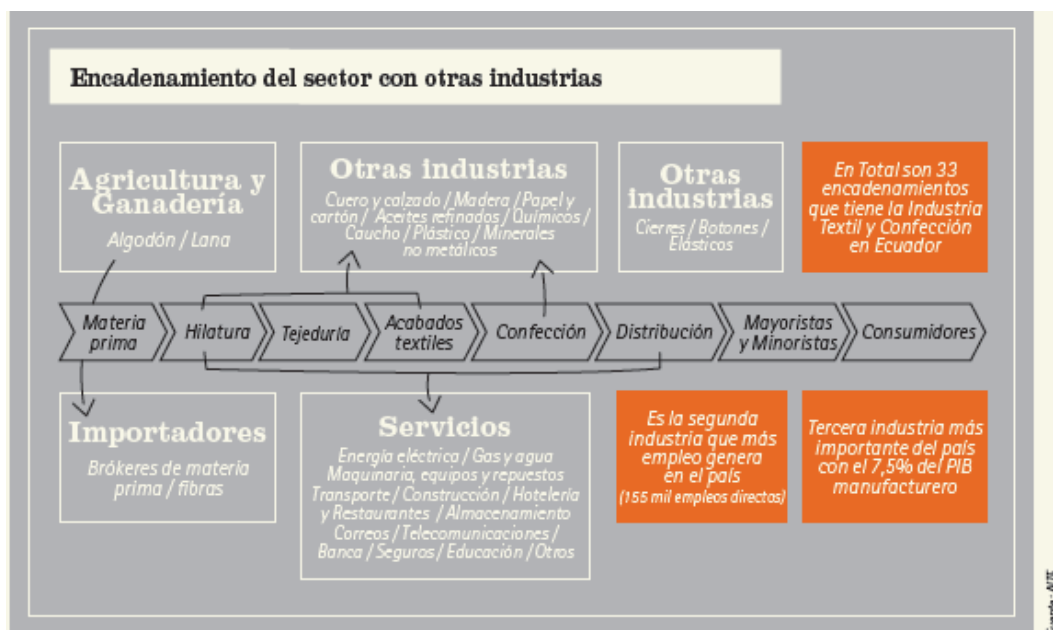 Encadenamiento del sector con otras industrias
Agricultura y
Ganadería
Algodón / Lana
Otras industrias
Cuero y calzado / Madera / Papel y
cartón / Aceites refinados / Químicos /
Caucho / Plástico / Minerales
no metálicos
Otras
industrias
Cierres / Botones /
Elásticos
En Total son 33
encadenamientos
que tiene la Industria
Textil y Confección
en Ecuador
Materia
prima
Hilatura
Tejeduría
Acabados
textiles
Confección
Distribución
Mayoristas
y Minoristas
Consumidores
Importadores
Brókeres de materia
prima / fibras
Servicios
Energía eléctrica / Gas y agua
Maquinaria, equipos y repuestos
Transporte / Construcción / Hotelería
y Restaurantes / Almacenamiento
Correos / Telecomunicaciones /
Banca / Seguros / Educación / Otros
Es la segunda
industria que más
empleo genera
en el país
(155 mil empleos directos)
Tercera industria más
importante del país
con el 7,5% del PIB
manufacturero